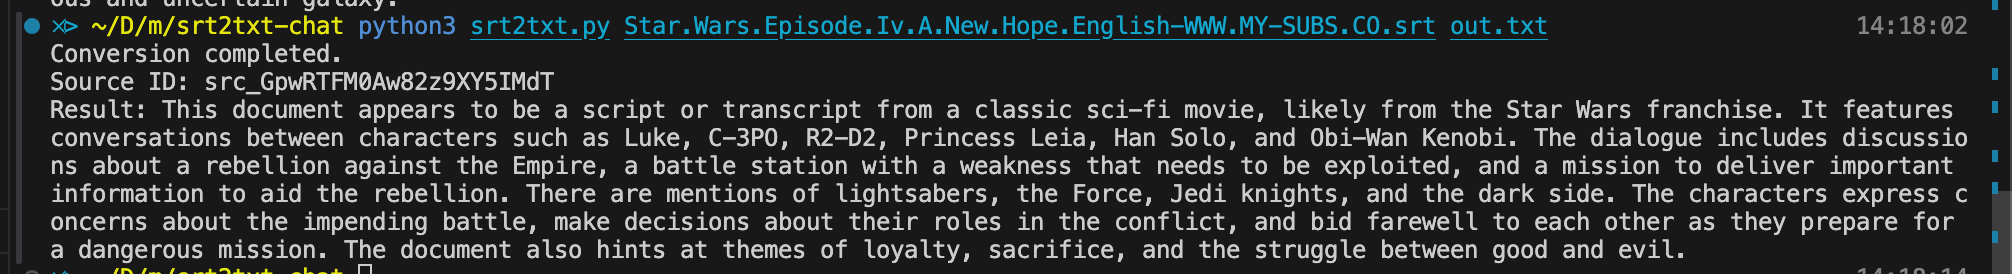 ous and uncertain galaxy.
~/D/m/srt2txt-chat python3 srt2txt.py Star.Wars.Episode.Iv.A.New.Hope.English-WWW.MY-SUBS.CO.srt out.txt 14:18:02
Conversion completed.
Source ID: src_GpwRTFM0Aw82z9XY5IMdT
Result: This document appears to be a script or transcript from a classic sci-fi movie, likely from the Star Wars franchise. It features
conversations between characters such as Luke, C-3PO, R2-D2, Princess Leia, Han Solo, and Obi-Wan Kenobi. The dialogue includes discussio
ns about a rebellion against the Empire, a battle station with a weakness that needs to be exploited, and a mission to deliver important
information to aid the rebellion. There are mentions of lightsabers, the Force, Jedi knights, and the dark side. The characters express c
oncerns about the impending battle, make decisions about their roles in the conflict, and bid farewell to each other as they prepare for
a dangerous mission. The document also hints at themes of loyalty, sacrifice, and the struggle between good and evil.
~/D/m/srt2txt-chat 14:18:14